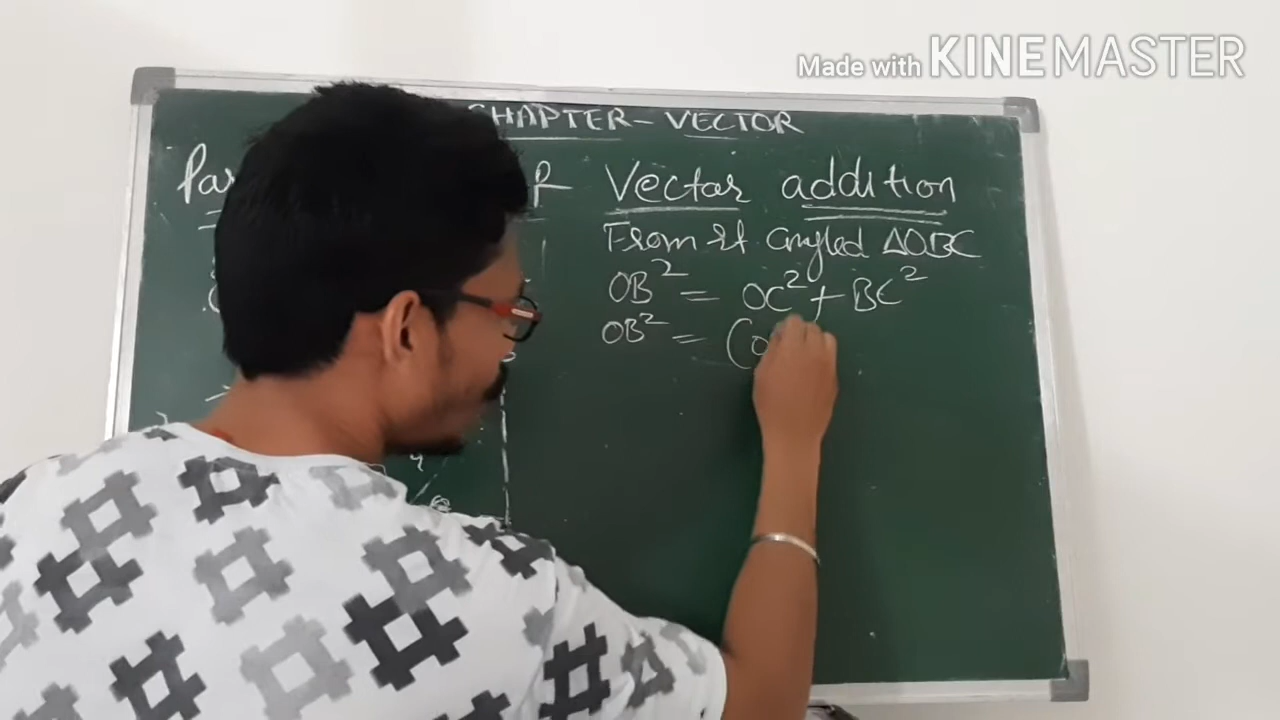 Made with KINEMASTER
CHAPTER - VECTOR
Vector addition
From rt angled ΔOBC
OB² = OC² + BC²
OB² = (O